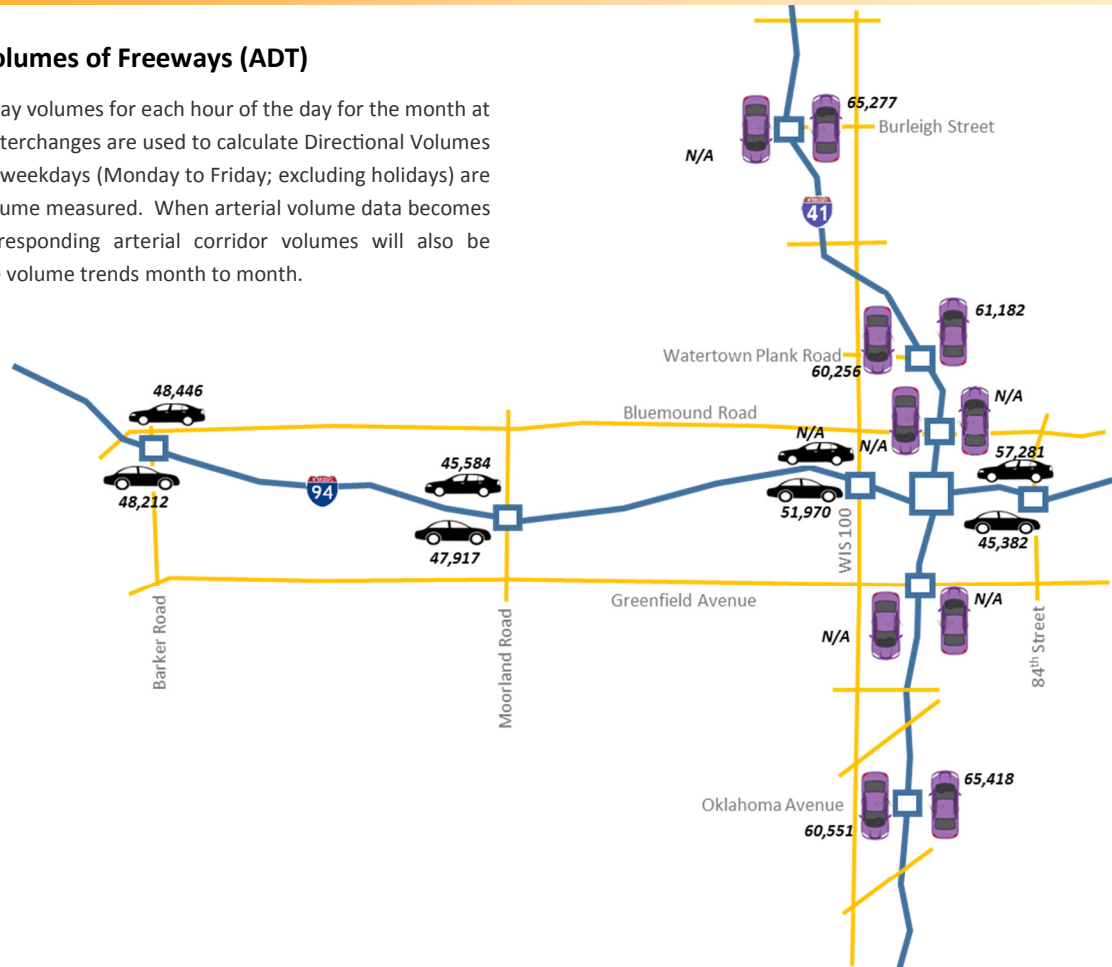 olumes of Freeways (ADT)
ay volumes for each hour of the day for the month at
terchanges are used to calculate Directional Volumes
weekdays (Monday to Friday; excluding holidays) are
ume measured. When arterial volume data becomes
responding arterial corridor volumes will also be
volume trends month to month.
65,277
Burleigh Street
N/A
41
61,182
Watertown Plank Road
60,256
48,446
Bluemound Road
N/A
N/A
N/A
57,281
45,584
94
48,212
51,970
45,382
47,917
WIS 100
Greenfield Avenue
N/A
N/A
Barker Road
Moorland Road
84th Street
65,418
Oklahoma Avenue
60,551